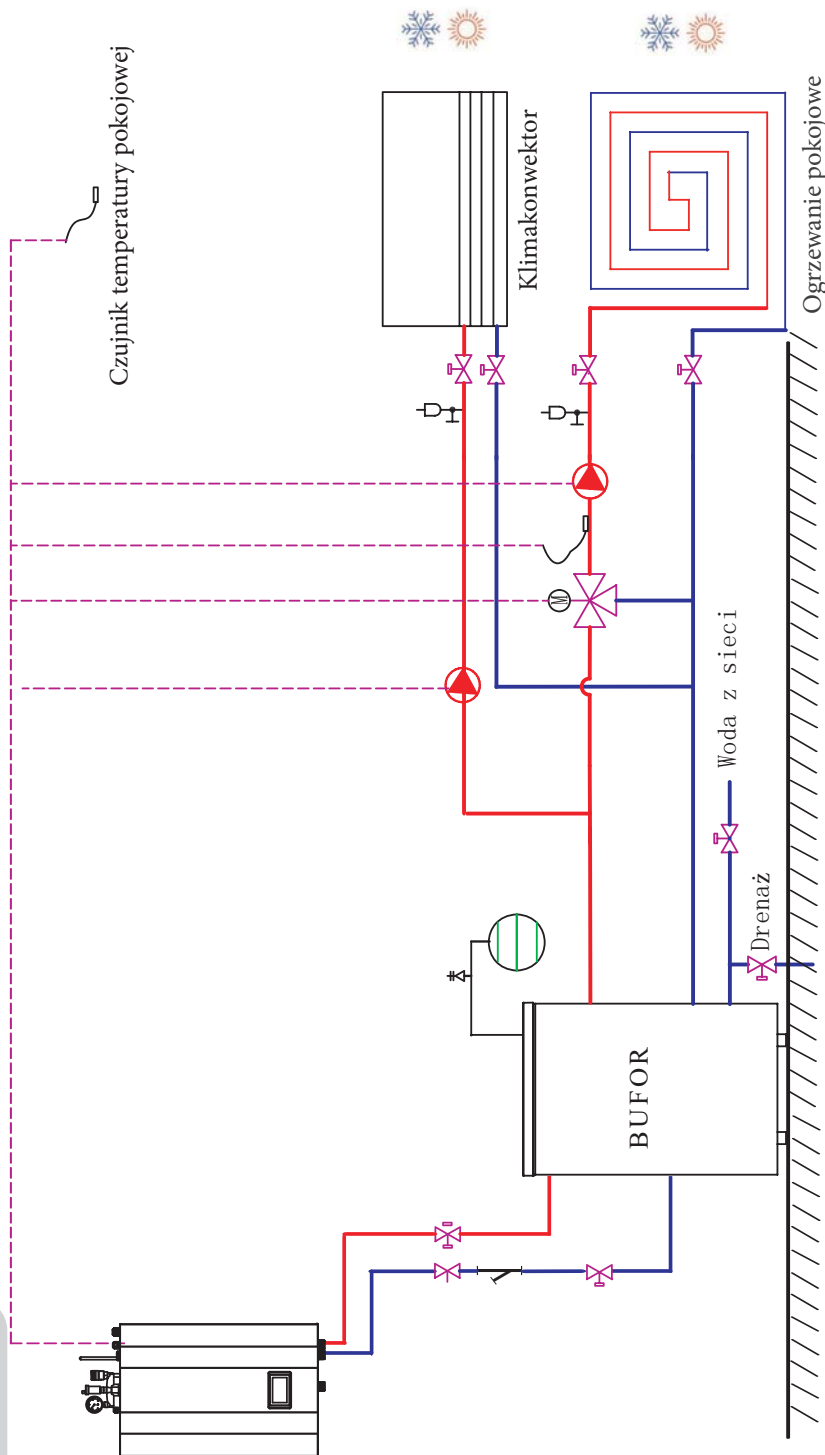 Czujnik temperatury pokojowej
Klimakonwektor
Ogrzewanie pokojowe
M
Woda z sieci
Drenaż
BUFOR